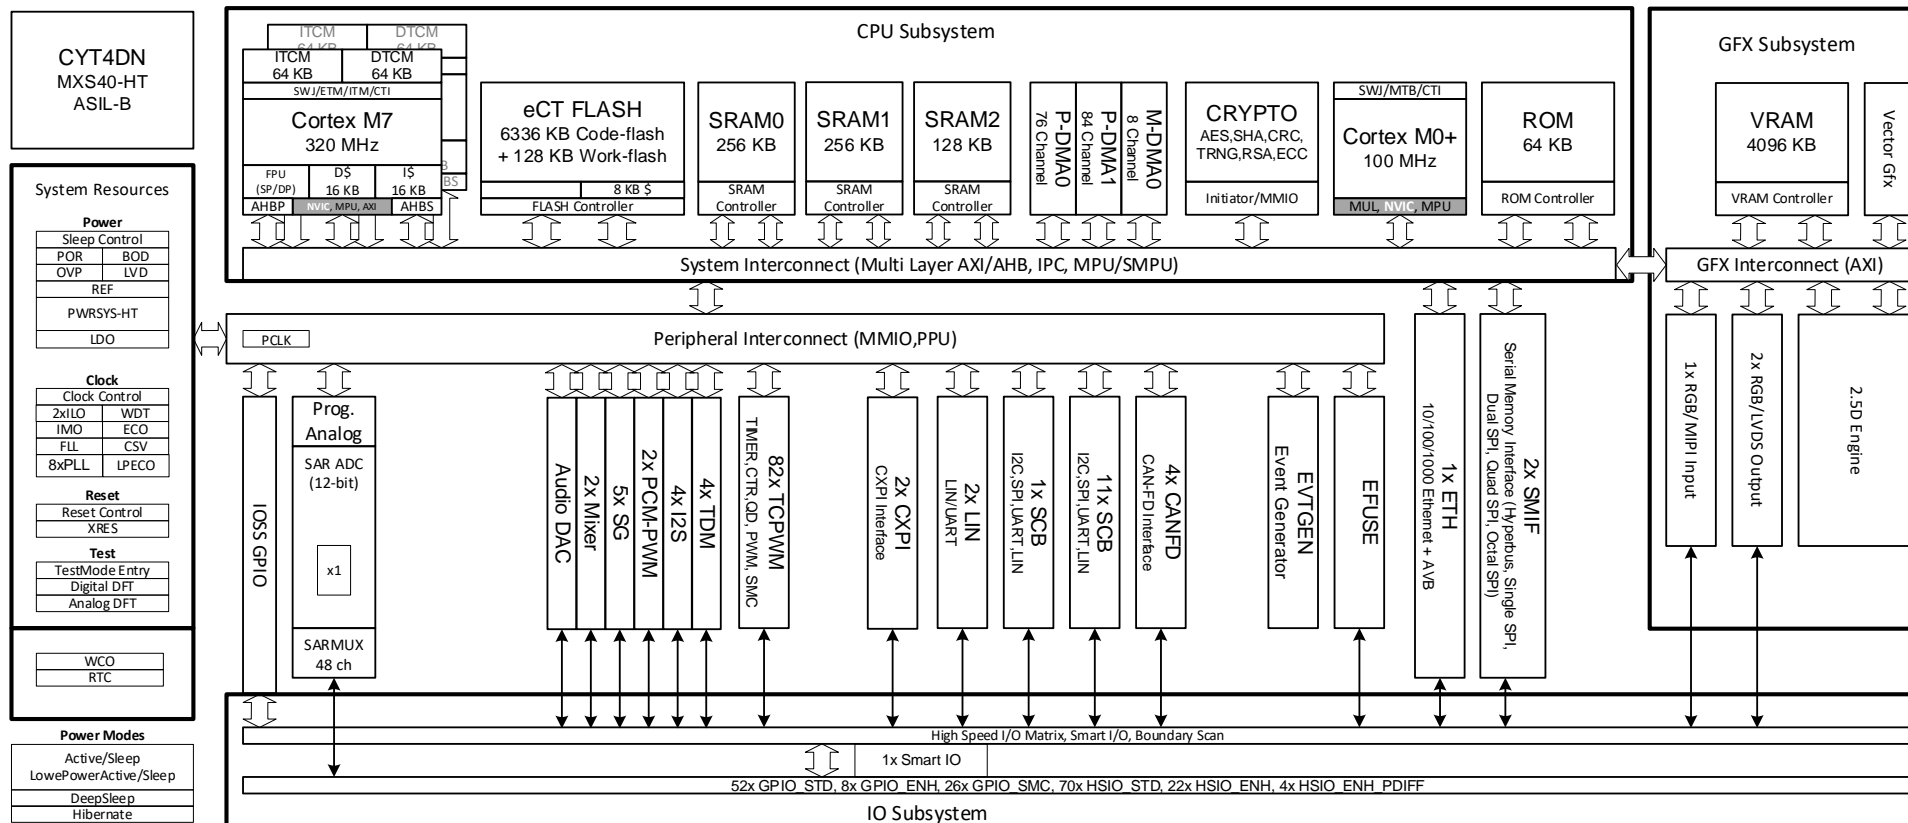 CYT4DN
MXS40-HT
ASIL-B
System Resources
Power
Sleep Control
POR BOD
OVP LVD
REF
PWRSYS-HT
LDO
Clock
Clock Control
2xILO WDT
IMO ECO
FLL CSV
8xPLL LPECO
Reset
Reset Control
XRES
Test
TestMode Entry
Digital DFT
Analog DFT
WCO
RTC
Power Modes
Active/Sleep
LowePowerActive/Sleep
DeepSleep
Hibernate
CPU Subsystem
ITCM DTCM
64 KB 64 KB
ITCM DTCM
64 KB 64 KB
SWJ/ETM/ITM/CTI
Cortex M7
320 MHz
FPU
(SP/DP)
D$
16 KB
I$
16 KB
AHBP NVIC, MPU, AXI AHBS
eCT FLASH
6336 KB Code-flash
+ 128 KB Work-flash
8 KB $
FLASH Controller
SRAM0
256 KB
SRAM
Controller
SRAM1
256 KB
SRAM
Controller
SRAM2
128 KB
SRAM
Controller
P-DMA0
76 Channel
P-DMA1
84 Channel
M-DMA0
8 Channel
CRYPTO
AES,SHA,CRC,
TRNG,RSA,ECC
Initiator/MMIO
SWJ/MTB/CTI
Cortex M0+
100 MHz
MUL, NVIC, MPU
ROM
64 KB
ROM Controller
System Interconnect (Multi Layer AXI/AHB, IPC, MPU/SMPU)
GFX Subsystem
VRAM
4096 KB
VRAM Controller
Vector Gfx
GFX Interconnect (AXI)
1x RGB/MIPI Input
2x RGB/LVDS Output
2.5D Engine
PCLK
Peripheral Interconnect (MMIO,PPU)
IOSS GPIO
Prog.
Analog
SAR ADC
(12-bit)
x1
SARMUX
48 ch
Audio DAC
2x Mixer
5x SG
2x PCM-PWM
4x I2S
4x TDM
82x TCPWM
TIMER,CTR,QD, PWM, SMC
2x CXPI
CXPI Interface
2x LIN
LIN/UART
1x SCB
I2C,SPI,UART,LIN
11x SCB
I2C,SPI,UART,LIN
4x CANFD
CAN-FD Interface
EVTGEN
Event Generator
EFUSE
1x ETH
10/100/1000 Ethernet + AVB
2x SMIF
Serial Memory Interface (Hyperbus, Single SPI,
Dual SPI, Quad SPI, Octal SPI)
High Speed I/O Matrix, Smart I/O, Boundary Scan
1x Smart IO
52x GPIO_STD, 8x GPIO_ENH, 26x GPIO_SMC, 70x HSIO_STD, 22x HSIO_ENH, 4x HSIO_ENH_PDIFF
IO Subsystem